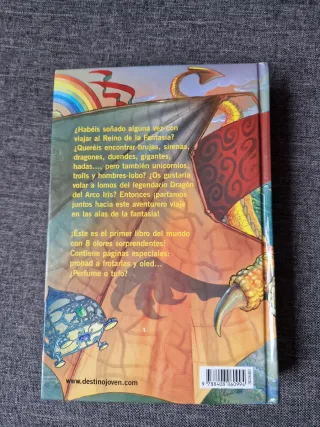 ¿Habéis soñado alguna vez con
viajar al Reino de la Fantasía?
¿Queréis encontrar brujas, sirenas,
dragones, duendes, gigantes,
hadas..., pero también unicornios,
trolls y hombres-lobo? ¿Os gustaría
volar a lomos del legendario Dragón
del Arco Iris? Entonces ¡partamos
juntos hacia este aventurero viaje
en las alas de la fantasía!
¡Este es el primer libro del mundo
con 8 olores sorprendentes!
Contiene páginas especiales:
probad a frotarlas y oled...
¿Perfume o tufo?
www.destinojoven.com